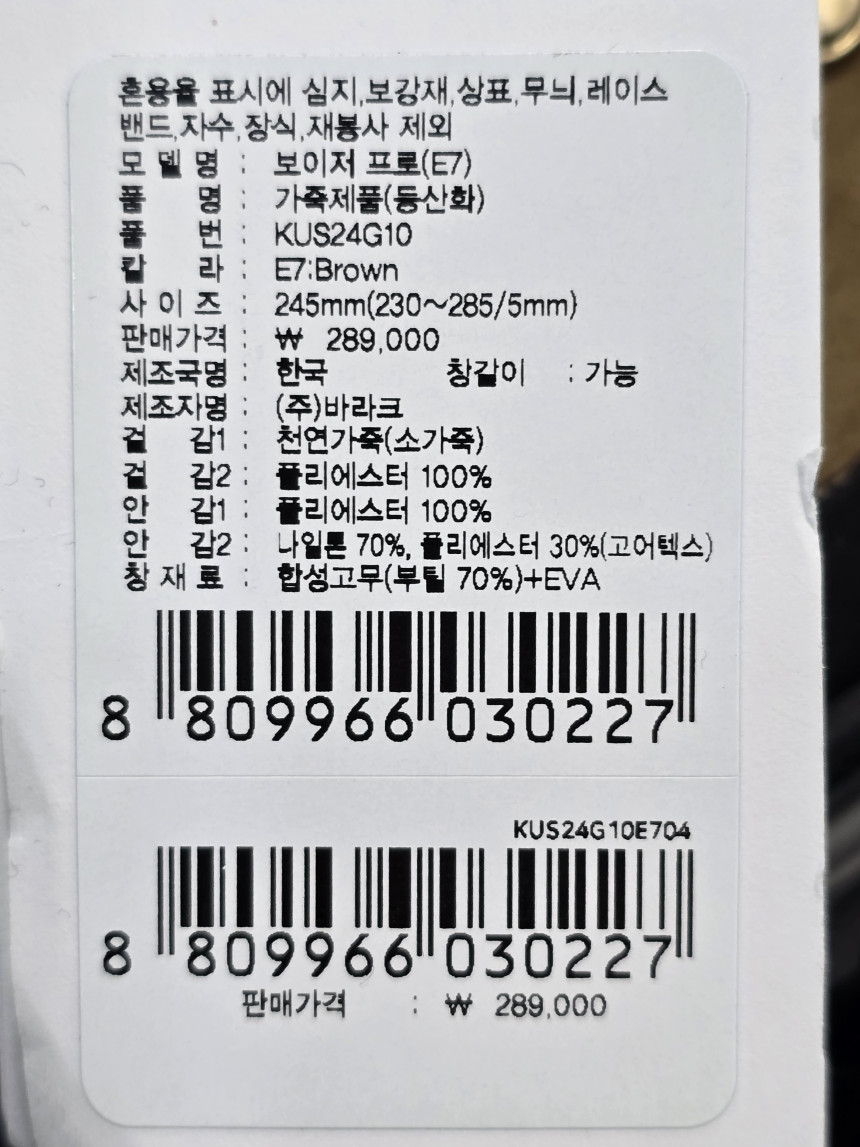 혼용율 표시에 심지,보강재,상표,무늬,레이스
밴드,자수,장식,재봉사 제외
모 델 명 : 보이저 프로(E7)
품 명 : 가죽제품(등산화)
품 번 : KUS24G10
칼 라 : E7:Brown
사 이 즈 : 245mm(230~285/5mm)
판매가격 : ₩ 289,000
제조국명 : 한국 창갈이 : 가능
제조자명 : (주)바라크
겉 감1 : 천연가죽(소가죽)
겉 감2 : 폴리에스터 100%
안 감1 : 폴리에스터 100%
안 감2 : 나일론 70%, 폴리에스터 30%(고어텍스)
창 재 료 : 합성고무(부틸 70%)+EVA
8 809966 030227
KUS24G10E704
8 809966 030227
판매가격 : ₩ 289,000